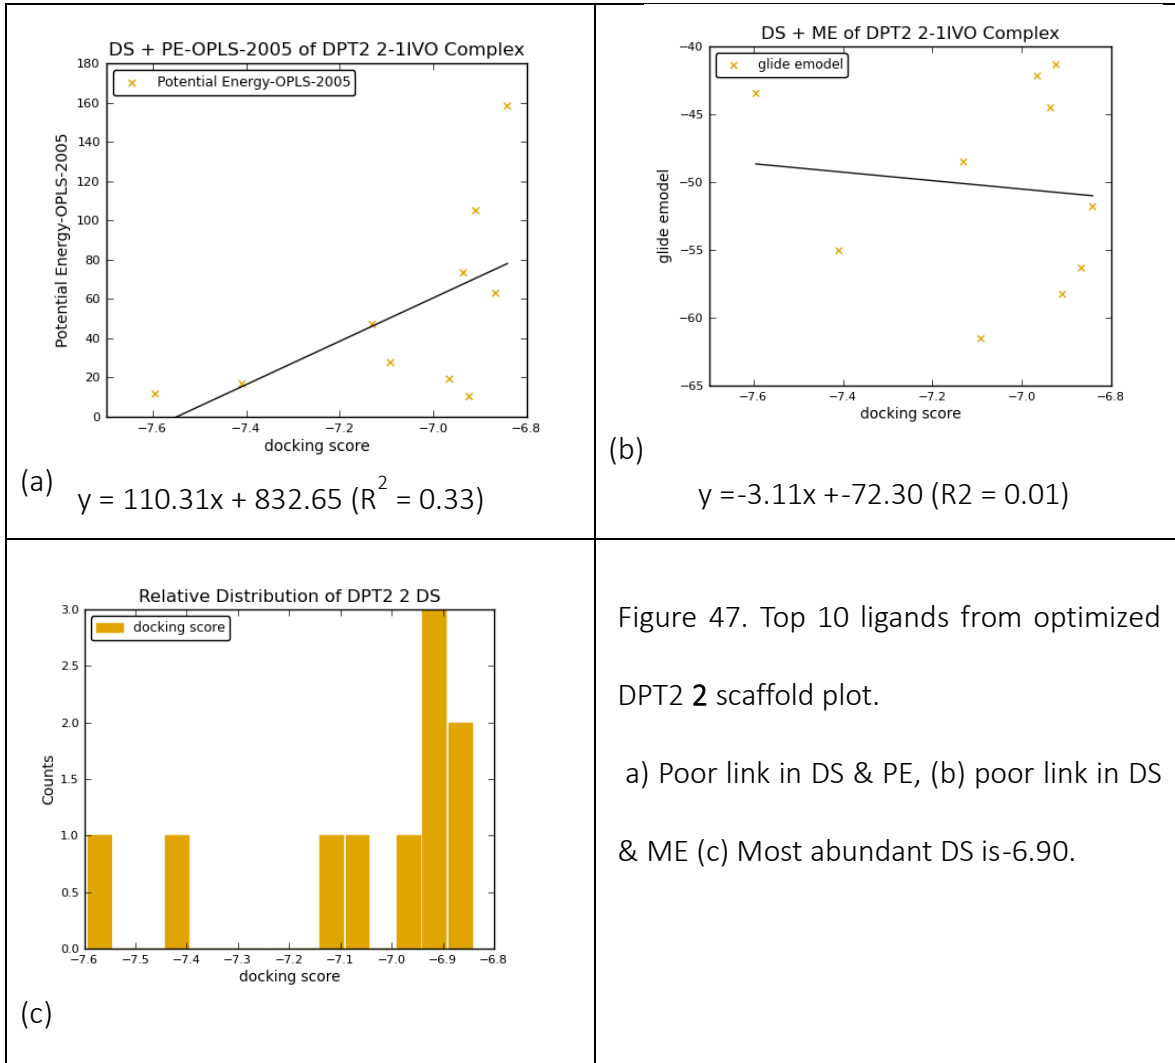 DS + PE-OPLS-2005 of DPT2 2-1IVO Complex
180
160
140
120
100
80
60
40
20
0
Potential Energy-OPLS-2005
× Potential Energy-OPLS-2005
−7.6 −7.4 −7.2 −7.0 −6.8
docking score
(a) y = 110.31x + 832.65 (R² = 0.33)
DS + ME of DPT2 2-1IVO Complex
−40
−45
−50
−55
−60
−65
glide emodel
× glide emodel
−7.6 −7.4 −7.2 −7.0 −6.8
docking score
(b)
y =-3.11x +-72.30 (R2 = 0.01)
Relative Distribution of DPT2 2 DS
3.0
2.5
2.0
1.5
1.0
0.5
0.0
Counts
docking score
−7.6 −7.5 −7.4 −7.3 −7.2 −7.1 −7.0 −6.9 −6.8
docking score
(c)
Figure 47. Top 10 ligands from optimized
DPT2 2 scaffold plot.
a) Poor link in DS & PE, (b) poor link in DS
& ME (c) Most abundant DS is-6.90.